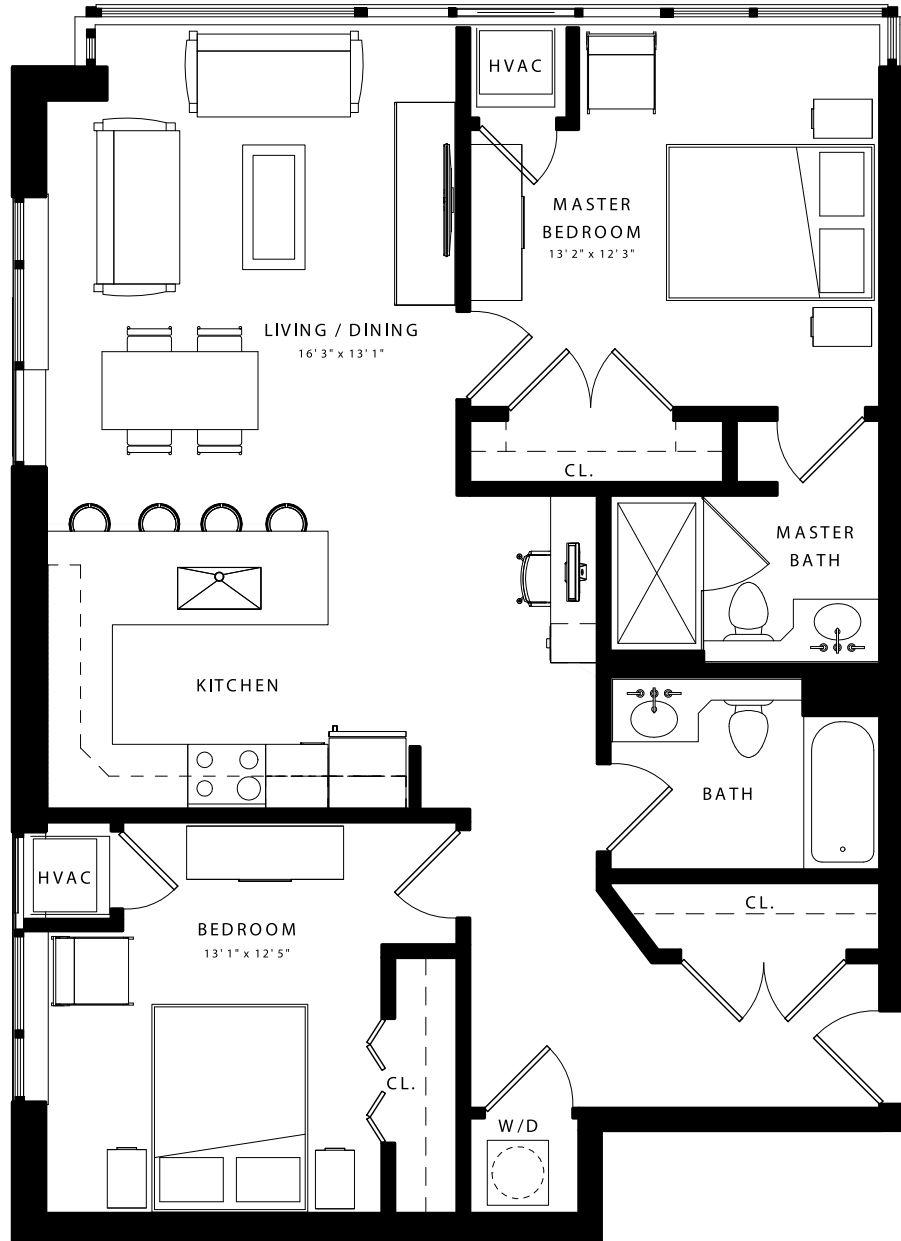 HVAC
MASTER
BEDROOM
13' 2" x 12' 3"
LIVING / DINING
16' 3" x 13' 1"
CL.
MASTER
BATH
KITCHEN
BATH
HVAC
CL.
BEDROOM
13' 1" x 12' 5"
CL.
W/D